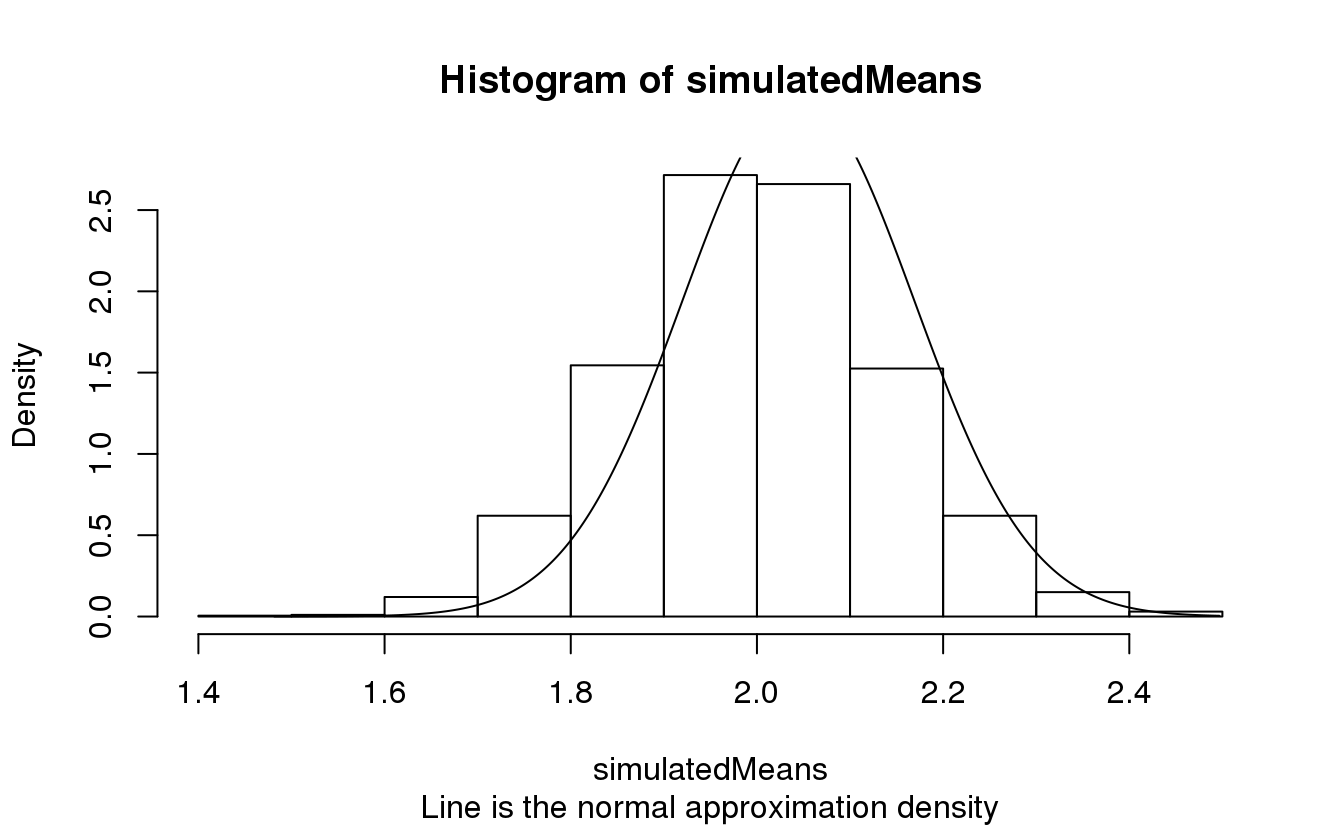 Histogram of simulatedMeans
Density
2.5
2.0
1.5
1.0
0.5
0.0
1.4 1.6 1.8 2.0 2.2 2.4
simulatedMeans
Line is the normal approximation density